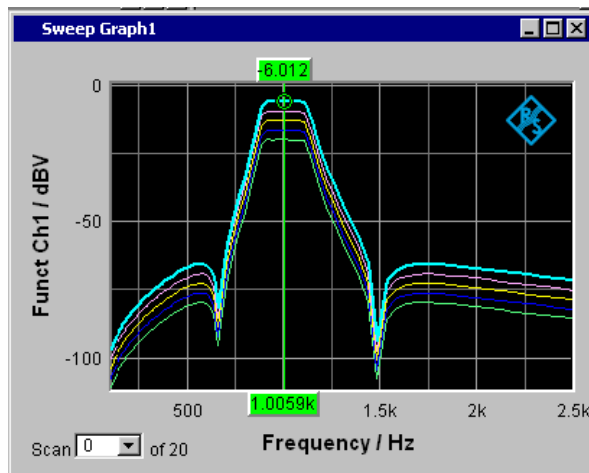 Sweep Graph1
-6.012
0
-50
-100
Funct Ch1 / dBV
R&S
1.0059k
500
1.5k
2k
2.5k
Scan 0 of 20
Frequency / Hz